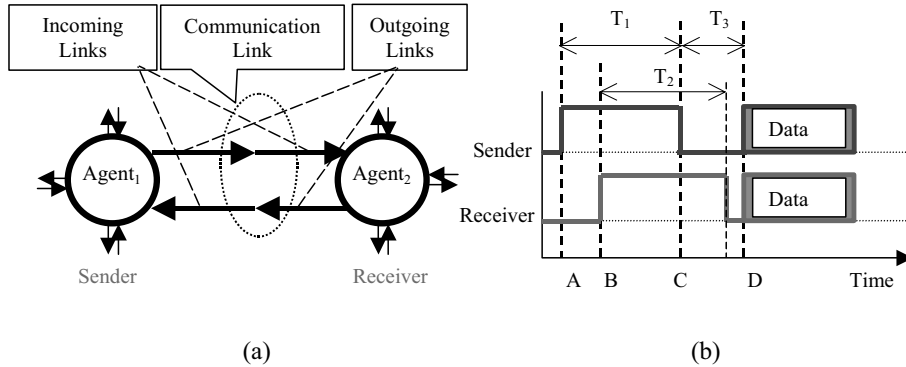 Incoming
Links
Communication
Link
Outgoing
Links
Agent₁
Agent₂
Sender
Receiver
(a)
T₁
T₃
T₂
Sender
Data
Receiver
Data
A B C D Time
(b)